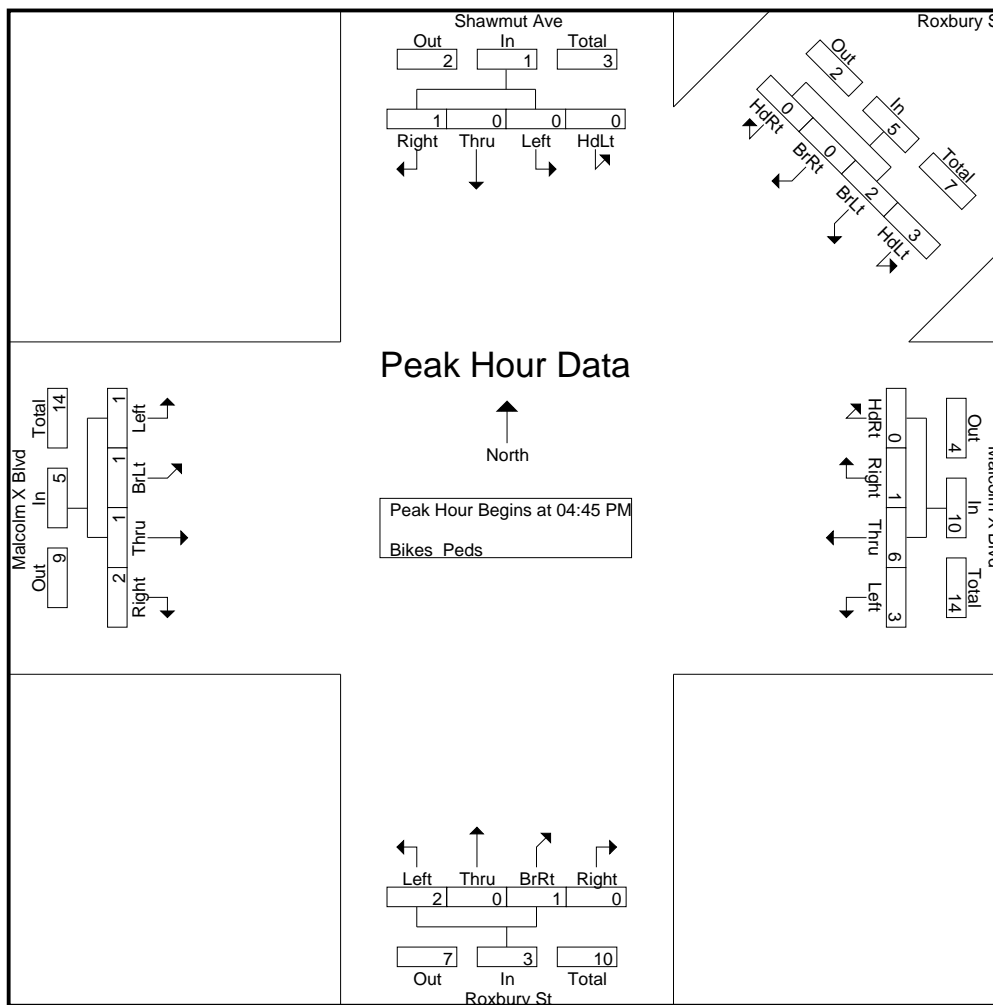 Shawmut Ave
Out In Total
2 1 3
1 0 0 0
Right Thru Left HdLt
Roxbury S
Out In Total
2 5 7
0 0 2 3
HdRt BrRt BrLt HdLt
Peak Hour Data
North
Peak Hour Begins at 04:45 PM
Bikes Peds
Malcolm X Blvd
Out In Total
9 5 14
1 1 1 2
Left BrLt Thru Right
Malcolm X Blvd
Out In Total
4 10 14
0 1 6 3
HdRt Right Thru Left
Left Thru BrRt Right
2 0 1 0
7 3 10
Out In Total
Roxbury St